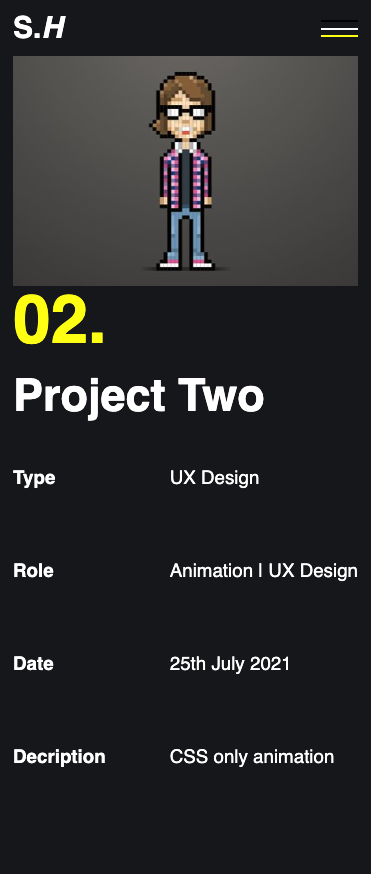 S.H
02.
Project Two
Type UX Design
Role Animation | UX Design
Date 25th July 2021
Decription CSS only animation